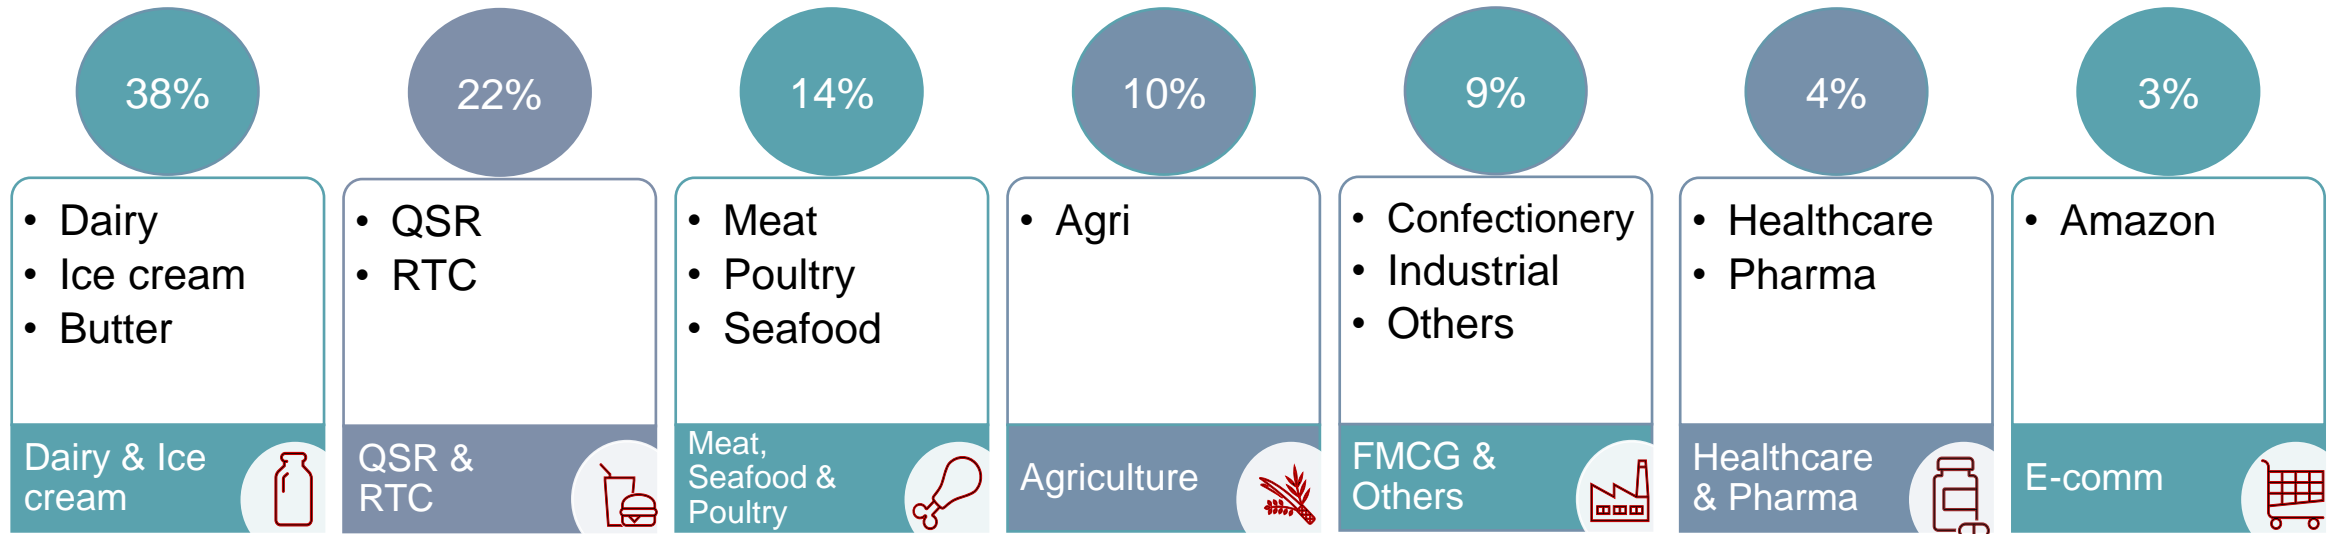 38%
22%
14%
10%
9%
4%
3%
• Dairy
• Ice cream
• Butter
• QSR
• RTC
• Meat
• Poultry
• Seafood
• Agri
• Confectionery
• Industrial
• Others
• Healthcare
• Pharma
• Amazon
Dairy & Ice
cream
QSR &
RTC
Meat,
Seafood &
Poultry
Agriculture
FMCG &
Others
Healthcare
& Pharma
E-comm